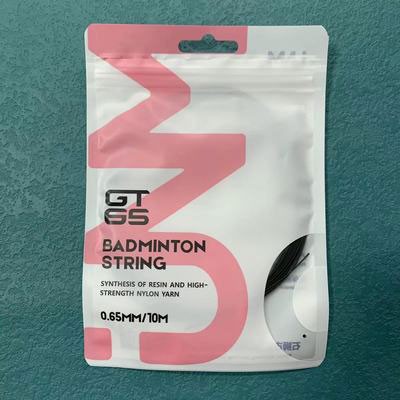 GT
65
BADMINTON
STRING
SYNTHESIS OF RESIN AND HIGH-
STRENGTH NYLON YARN
0.65MM/10M